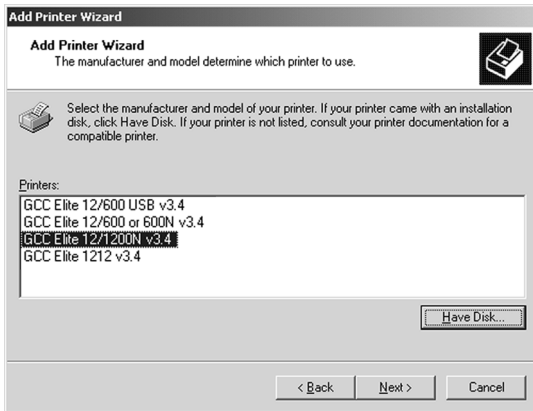 Add Printer Wizard
Add Printer Wizard
The manufacturer and model determine which printer to use.
Select the manufacturer and model of your printer. If your printer came with an installation
disk, click Have Disk. If your printer is not listed, consult your printer documentation for a
compatible printer.
Printers:
GCC Elite 12/600 USB v3.4
GCC Elite 12/600 or 600N v3.4
GCC Elite 12/1200N v3.4
GCC Elite 1212 v3.4
Have Disk...
< Back Next > Cancel